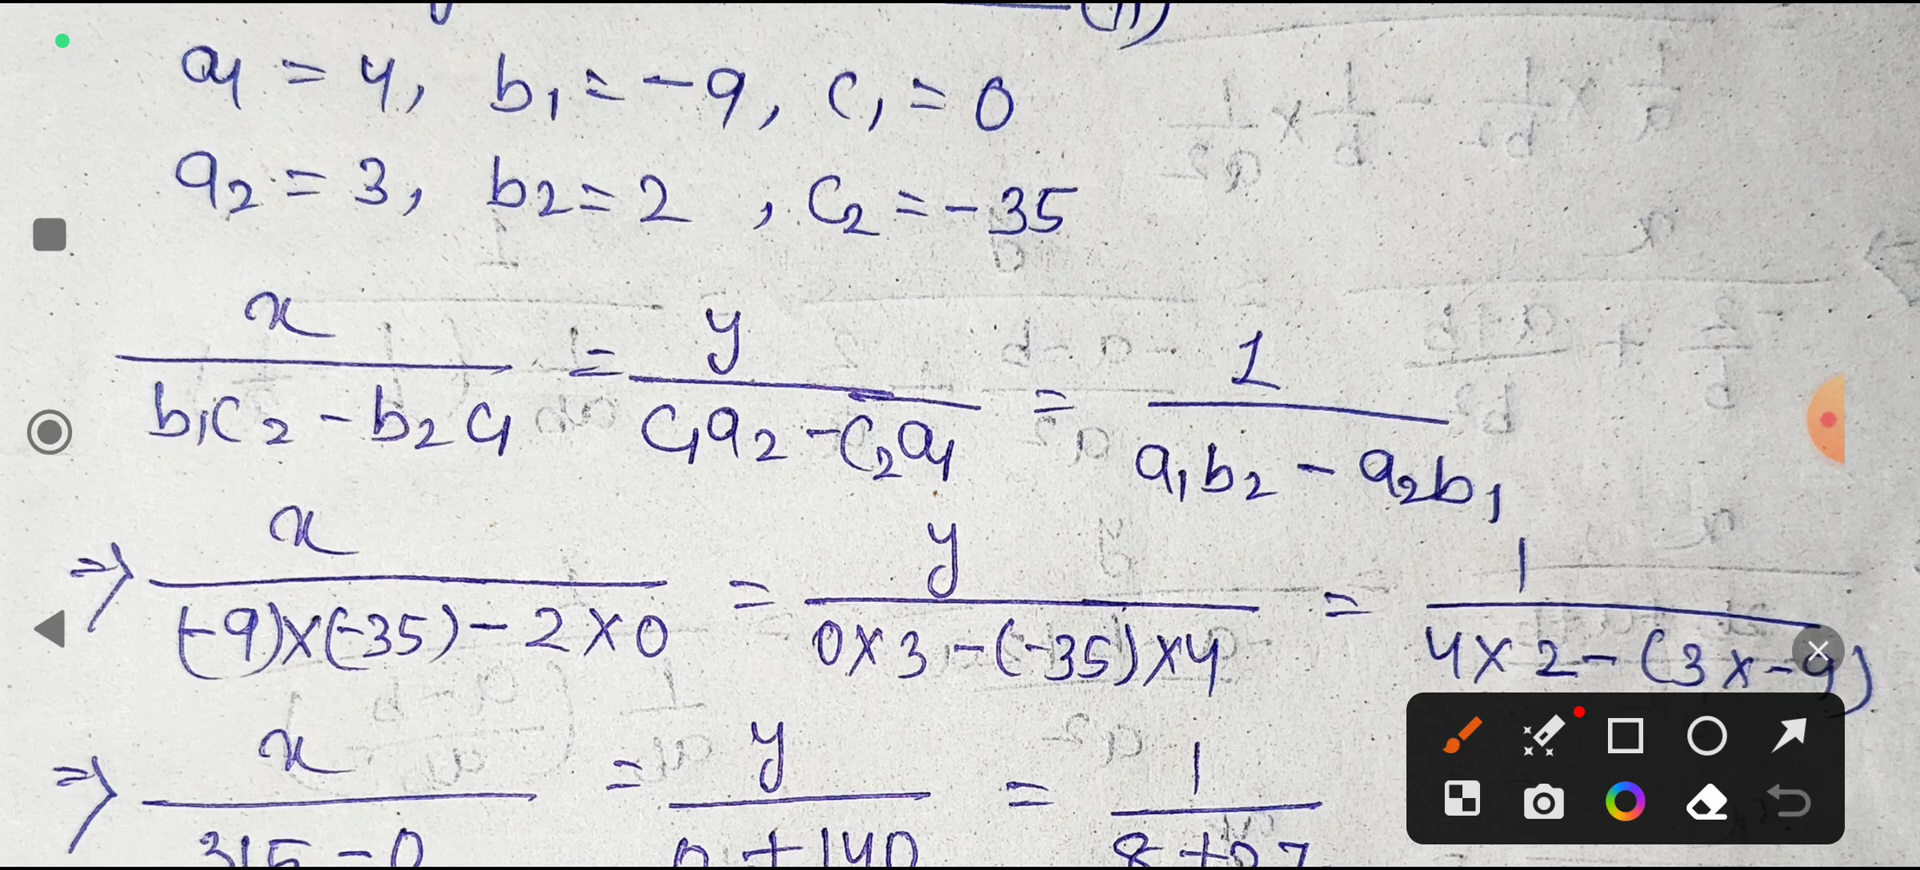 (ii)
a1 = 4, b1 = -9, c1 = 0
a2 = 3, b2 = 2, c2 = -35
x/(b1c2 - b2c1) = y/(c1a2 - c2a1) = 1/(a1b2 - a2b1)
=> x/((-9)×(-35) - 2×0) = y/(0×3 - (-35)×4) = 1/(4×2 - (3×-9))
=> x/(315 - 0) = y/(0 + 140) = 1/(8 + 27)